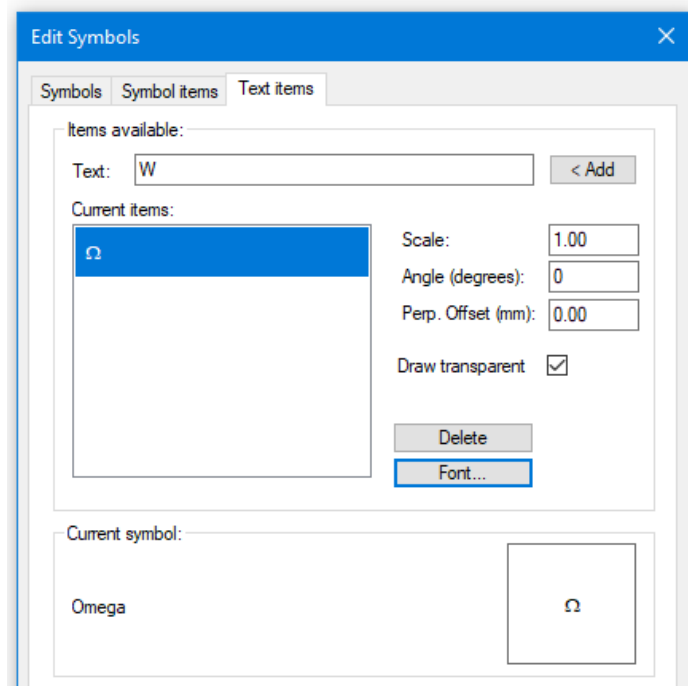 Edit Symbols
Symbols Symbol items Text items
Items available:
Text: W < Add
Current items:
Ω
Scale: 1.00
Angle (degrees): 0
Perp. Offset (mm): 0.00
Draw transparent
Delete
Font...
Current symbol:
Omega Ω